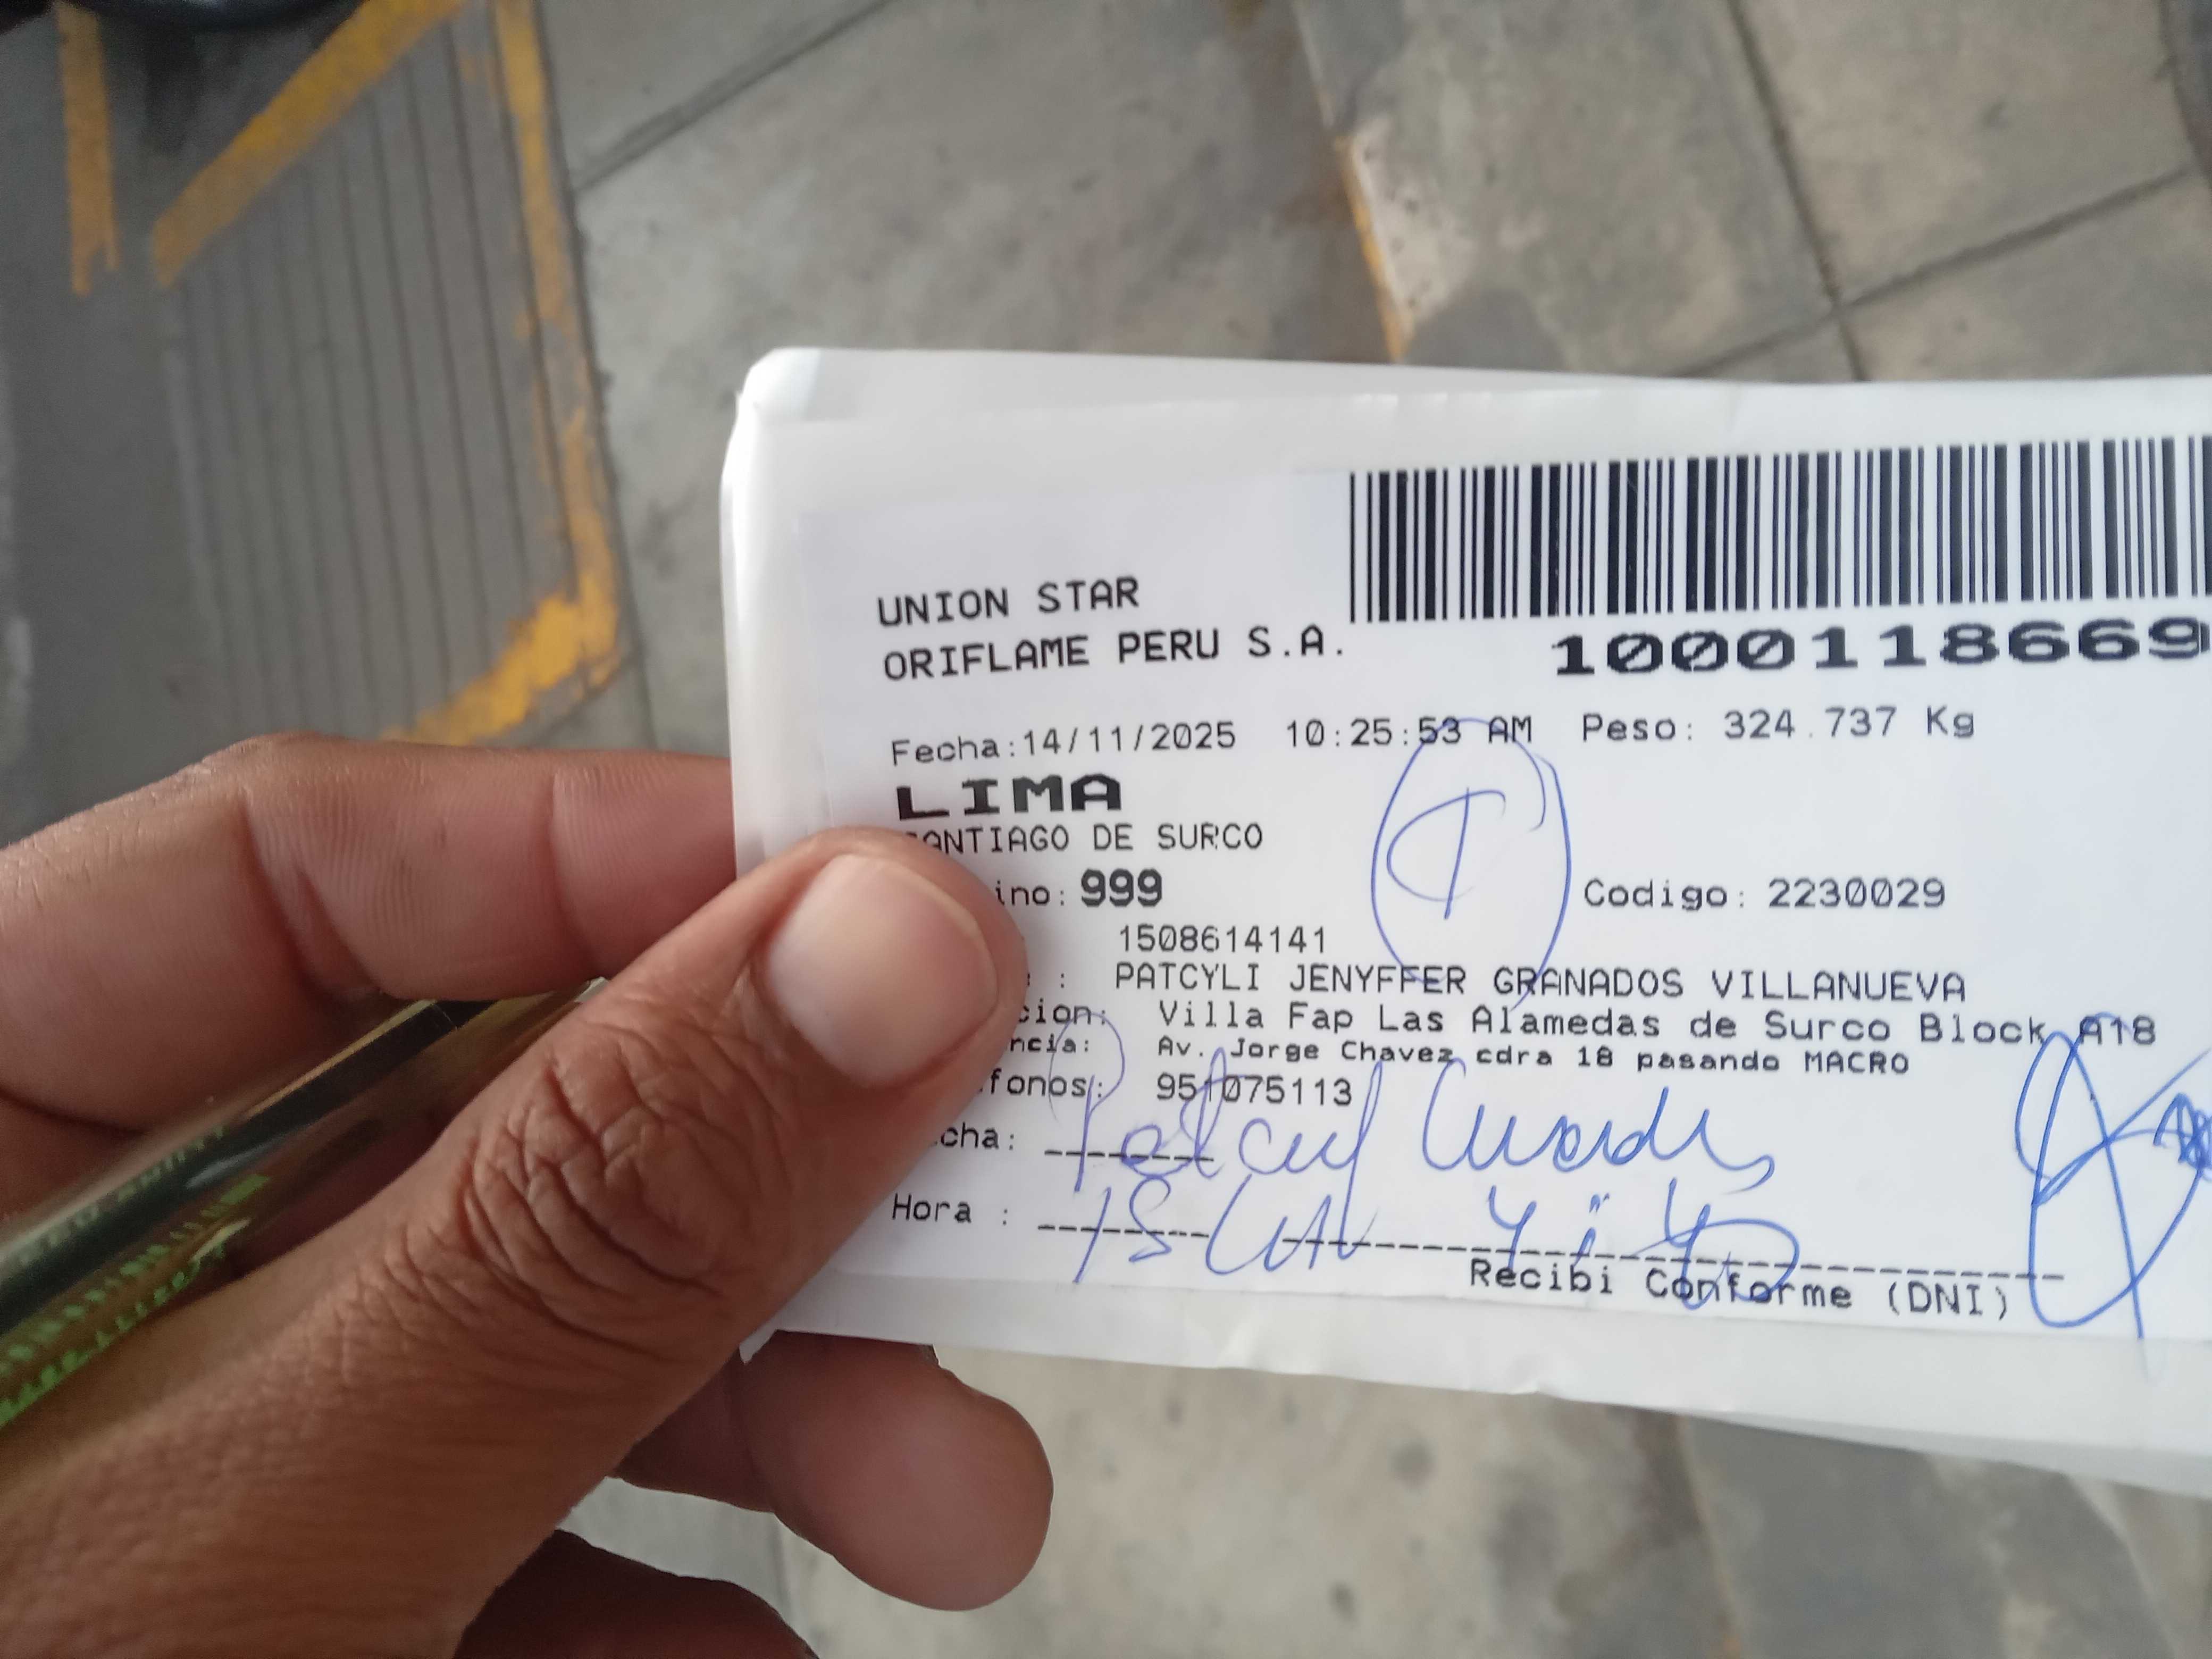 UNION STAR
ORIFLAME PERU S.A.
1000118669
Fecha:14/11/2025 10:25:53 AM Peso: 324.737 Kg
LIMA
SANTIAGO DE SURCO
ino: 999 Codigo: 2230029
1508614141
: PATCYLI JENYFFER GRANADOS VILLANUEVA
cion: Villa Fap Las Alamedas de Surco Block A18
ncia: Av. Jorge Chavez cdra 18 pasando MACRO
fonos: 951075113
cha:
Hora :
Recibi Conforme (DNI)